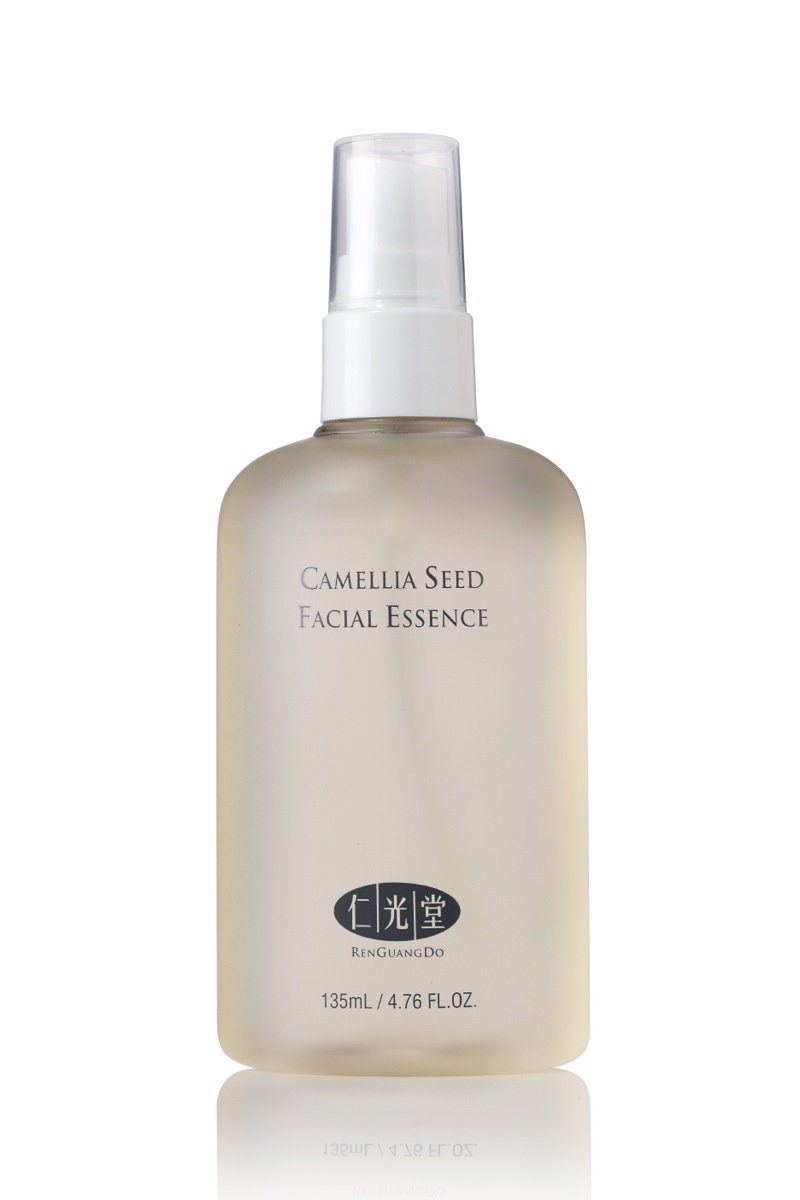 CAMELLIA SEED
FACIAL ESSENCE
仁光堂
RENGUANGDO
135mL / 4.76 FL.OZ.